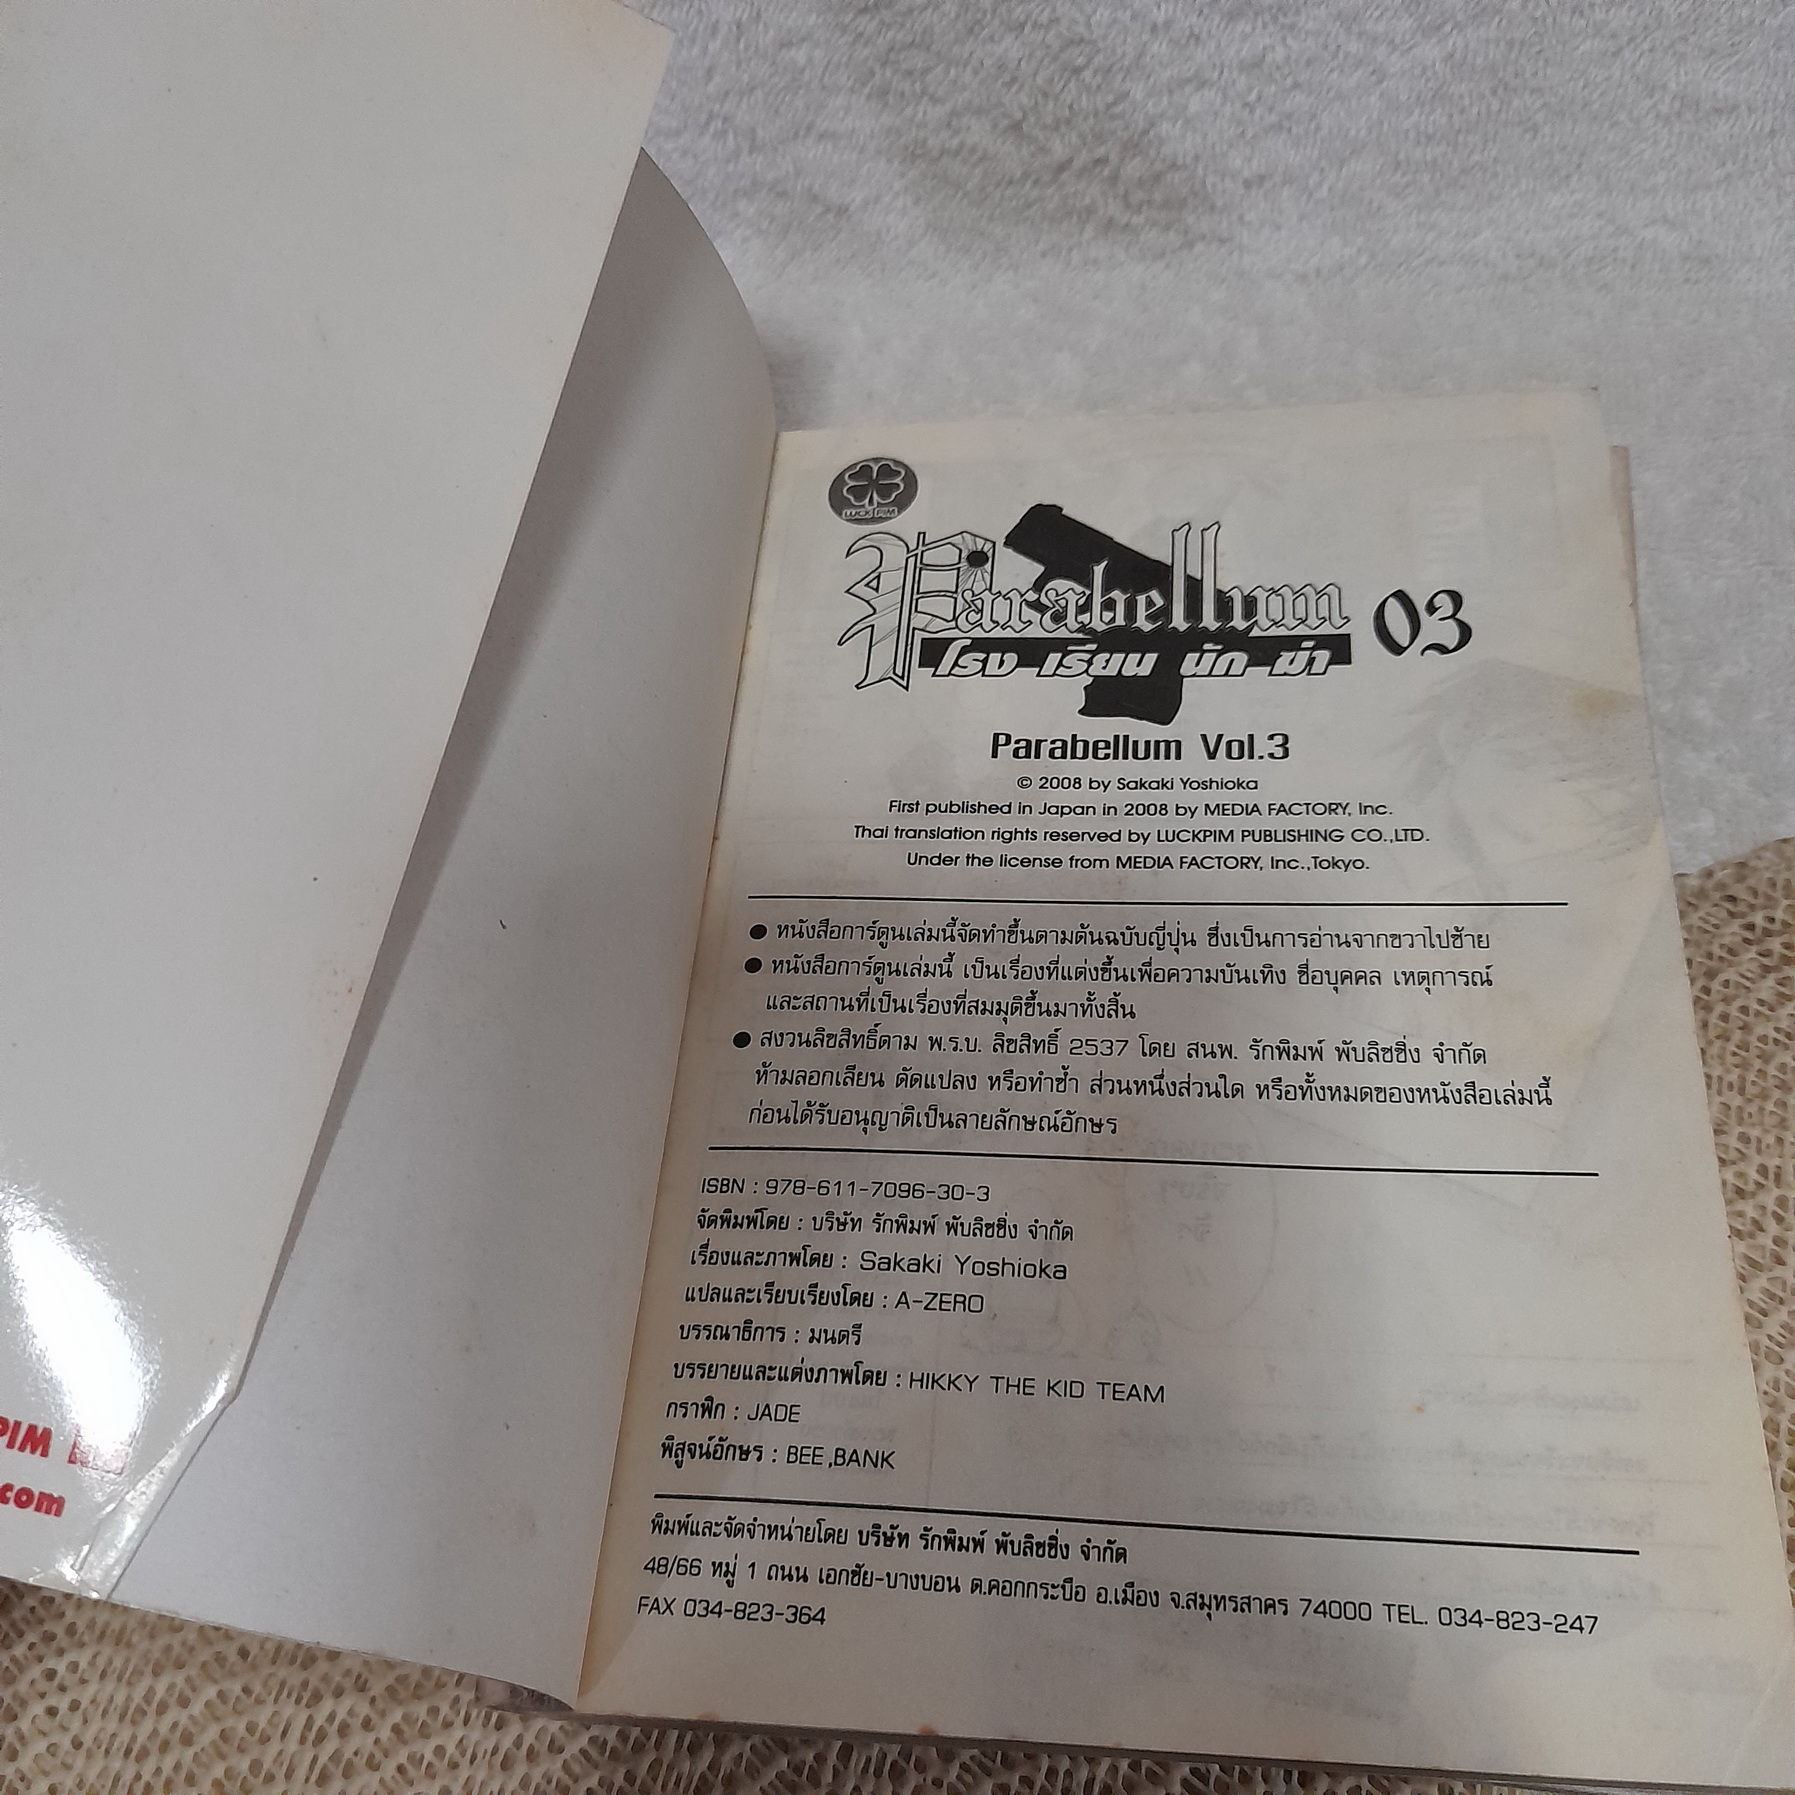 PIM
.com
LUCK PIM
Parabellum 03
โรง เรียน นัก ฆ่า
Parabellum Vol.3
© 2008 by Sakaki Yoshioka
First published in Japan in 2008 by MEDIA FACTORY, Inc.
Thai translation rights reserved by LUCKPIM PUBLISHING CO.,LTD.
Under the license from MEDIA FACTORY, Inc.,Tokyo.
● หนังสือการ์ตูนเล่มนี้จัดทำขึ้นตามต้นฉบับญี่ปุ่น ซึ่งเป็นการอ่านจากขวาไปซ้าย
● หนังสือการ์ตูนเล่มนี้ เป็นเรื่องที่แต่งขึ้นเพื่อความบันเทิง ชื่อบุคคล เหตุการณ์
และสถานที่เป็นเรื่องที่สมมุติขึ้นมาทั้งสิ้น
● สงวนลิขสิทธิ์ตาม พ.ร.บ. ลิขสิทธิ์ 2537 โดย สนพ. รักพิมพ์ พับลิชชิ่ง จำกัด
ห้ามลอกเลียน ดัดแปลง หรือทำซ้ำ ส่วนหนึ่งส่วนใด หรือทั้งหมดของหนังสือเล่มนี้
ก่อนได้รับอนุญาติเป็นลายลักษณ์อักษร
ISBN : 978-611-7096-30-3
จัดพิมพ์โดย : บริษัท รักพิมพ์ พับลิชชิ่ง จำกัด
เรื่องและภาพโดย : Sakaki Yoshioka
แปลและเรียบเรียงโดย : A-ZERO
บรรณาธิการ : มนตรี
บรรยายและแต่งภาพโดย : HIKKY THE KID TEAM
กราฟิก : JADE
พิสูจน์อักษร : BEE,BANK
พิมพ์และจัดจำหน่ายโดย บริษัท รักพิมพ์ พับลิชชิ่ง จำกัด
48/66 หมู่ 1 ถนน เอกชัย-บางบอน ต.คอกกระบือ อ.เมือง จ.สมุทรสาคร 74000 TEL. 034-823-247
FAX 034-823-364